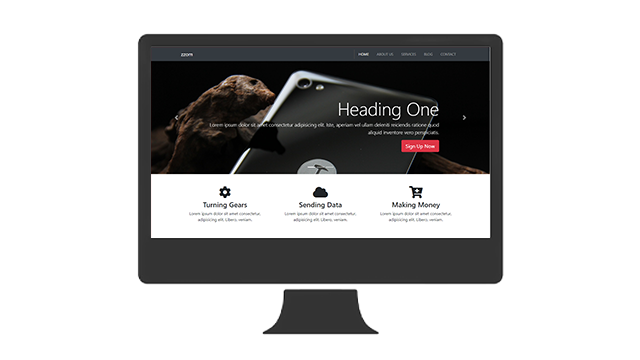 HOME ABOUT US SERVICES BLOG CONTACT
Heading One
Lorem ipsum dolor sit amet consectetur adipisicing elit. Iste, aperiam vel ullam deleniti reiciendis ratione quod
aliquid inventore vero perspiciatis.
Sign Up Now
Turning Gears Sending Data Making Money
Lorem ipsum dolor sit amet consectetur, Lorem ipsum dolor sit amet consectetur, Lorem ipsum dolor sit amet consectetur,
adipisicing elit. Libero, veniam. adipisicing elit. Libero, veniam. adipisicing elit. Libero, veniam.